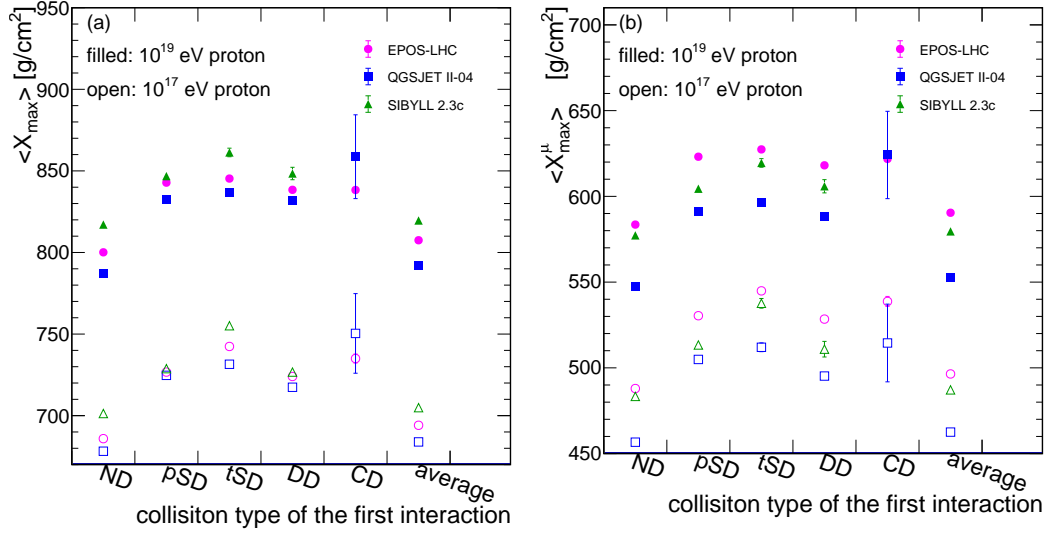 (a)
filled: 10^19 eV proton
open: 10^17 eV proton
EPOS-LHC
QGSJET II-04
SIBYLL 2.3c
<X_max> [g/cm^2]
950
900
850
800
750
700
ND pSD tSD DD CD average
collisiton type of the first interaction
(b)
filled: 10^19 eV proton
open: 10^17 eV proton
EPOS-LHC
QGSJET II-04
SIBYLL 2.3c
<X^μ_max> [g/cm^2]
700
650
600
550
500
450
ND pSD tSD DD CD average
collisiton type of the first interaction